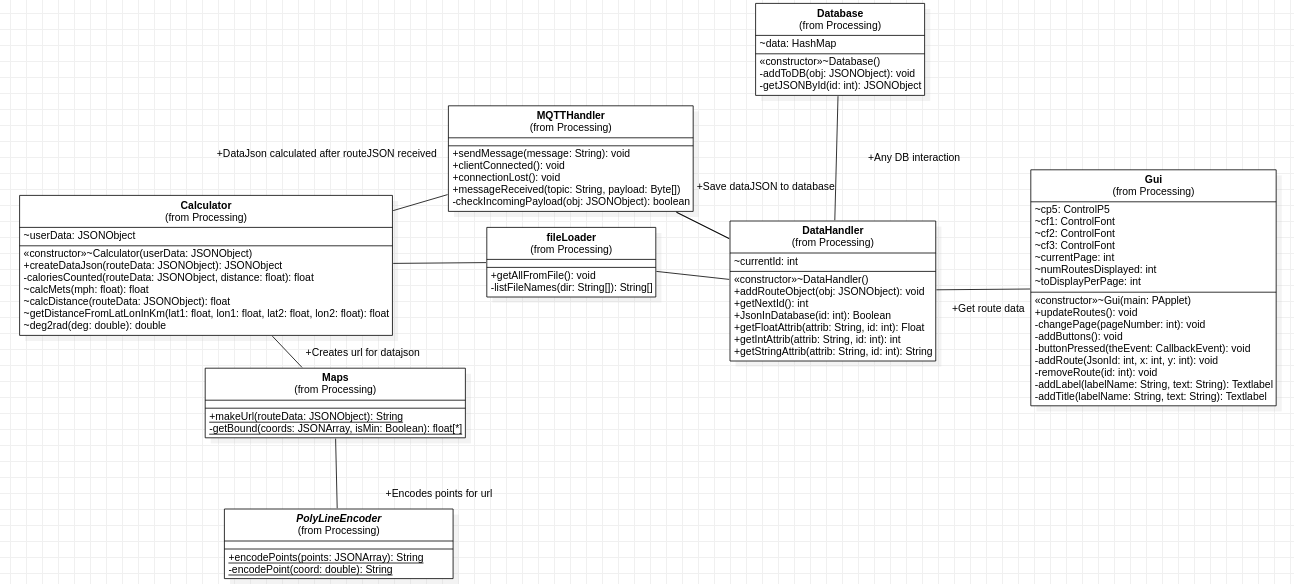 Database
(from Processing)
~data: HashMap
«constructor»~Database()
-addToDB(obj: JSONObject): void
-getJSONById(id: int): JSONObject
MQTTHandler
(from Processing)
+sendMessage(message: String): void
+clientConnected(): void
+connectionLost(): void
+messageReceived(topic: String, payload: Byte[])
-checkIncomingPayload(obj: JSONObject): boolean
+DataJson calculated after routeJSON received
+Any DB interaction
+Save dataJSON to database
Gui
(from Processing)
~cp5: ControlP5
~cf1: ControlFont
~cf2: ControlFont
~cf3: ControlFont
~currentPage: int
~numRoutesDisplayed: int
~toDisplayPerPage: int
«constructor»~Gui(main: PApplet)
+updateRoutes(): void
-changePage(pageNumber: int): void
-addButtons(): void
-buttonPressed(theEvent: CallbackEvent): void
-addRoute(JsonId: int, x: int, y: int): void
-removeRoute(id: int): void
-addLabel(labelName: String, text: String): Textlabel
-addTitle(labelName: String, text: String): Textlabel
Calculator
(from Processing)
~userData: JSONObject
«constructor»~Calculator(userData: JSONObject)
+createDataJson(routeData: JSONObject): JSONObject
-caloriesCounted(routeData: JSONObject, distance: float): float
~calcMets(mph: float): float
~calcDistance(routeData: JSONObject): float
~getDistanceFromLatLonInKm(lat1: float, lon1: float, lat2: float, lon2: float): float
~deg2rad(deg: double): double
fileLoader
(from Processing)
+getAllFromFile(): void
-listFileNames(dir: String[]): String[]
DataHandler
(from Processing)
~currentId: int
«constructor»~DataHandler()
+addRouteObject(obj: JSONObject): void
+getNextId(): int
+JsonInDatabase(id: int): Boolean
+getFloatAttrib(attrib: String, id: int): Float
+getIntAttrib(attrib: String, id: int): int
+getStringAttrib(attrib: String, id: int): String
+Get route data
+Creates url for datajson
Maps
(from Processing)
+makeUrl(routeData: JSONObject): String
-getBound(coords: JSONArray, isMin: Boolean): float[*]
+Encodes points for url
PolyLineEncoder
(from Processing)
+encodePoints(points: JSONArray): String
-encodePoint(coord: double): String